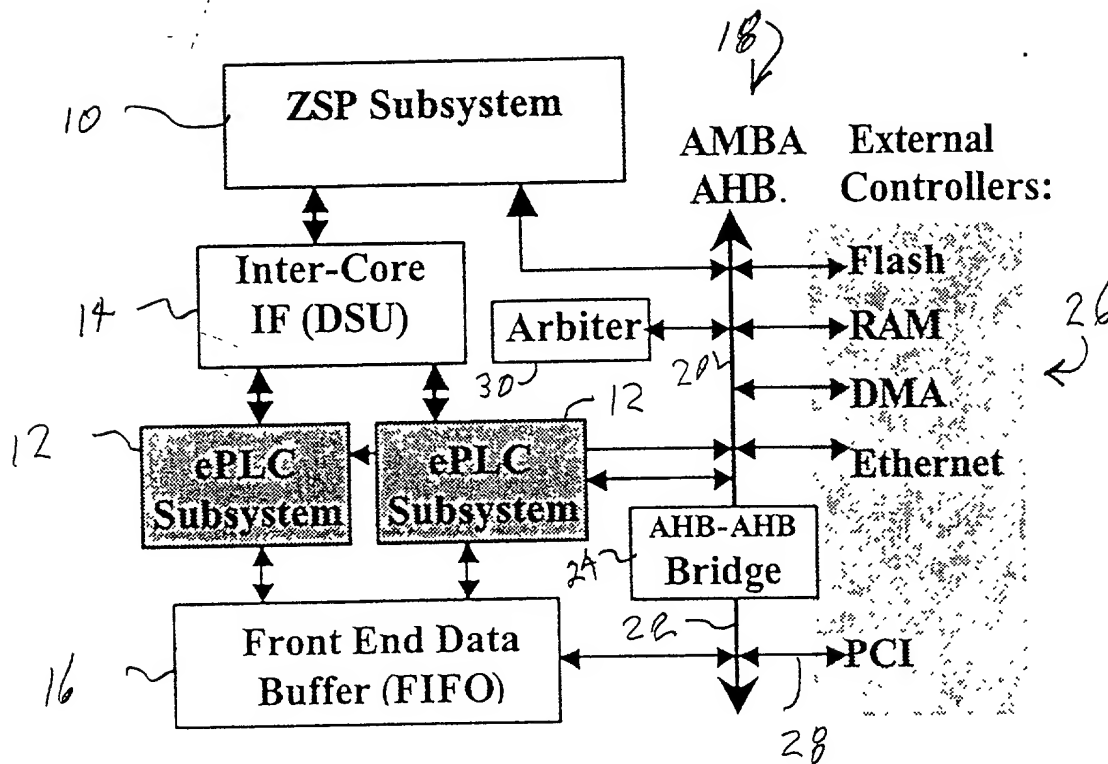 18
10
ZSP Subsystem
AMBA
AHB.
External
Controllers:
14
Inter-Core
IF (DSU)
Arbiter
30
20
Flash
RAM
DMA
Ethernet
26
12
ePLC
Subsystem
12
ePLC
Subsystem
24
AHB-AHB
Bridge
22
16
Front End Data
Buffer (FIFO)
PCI
28